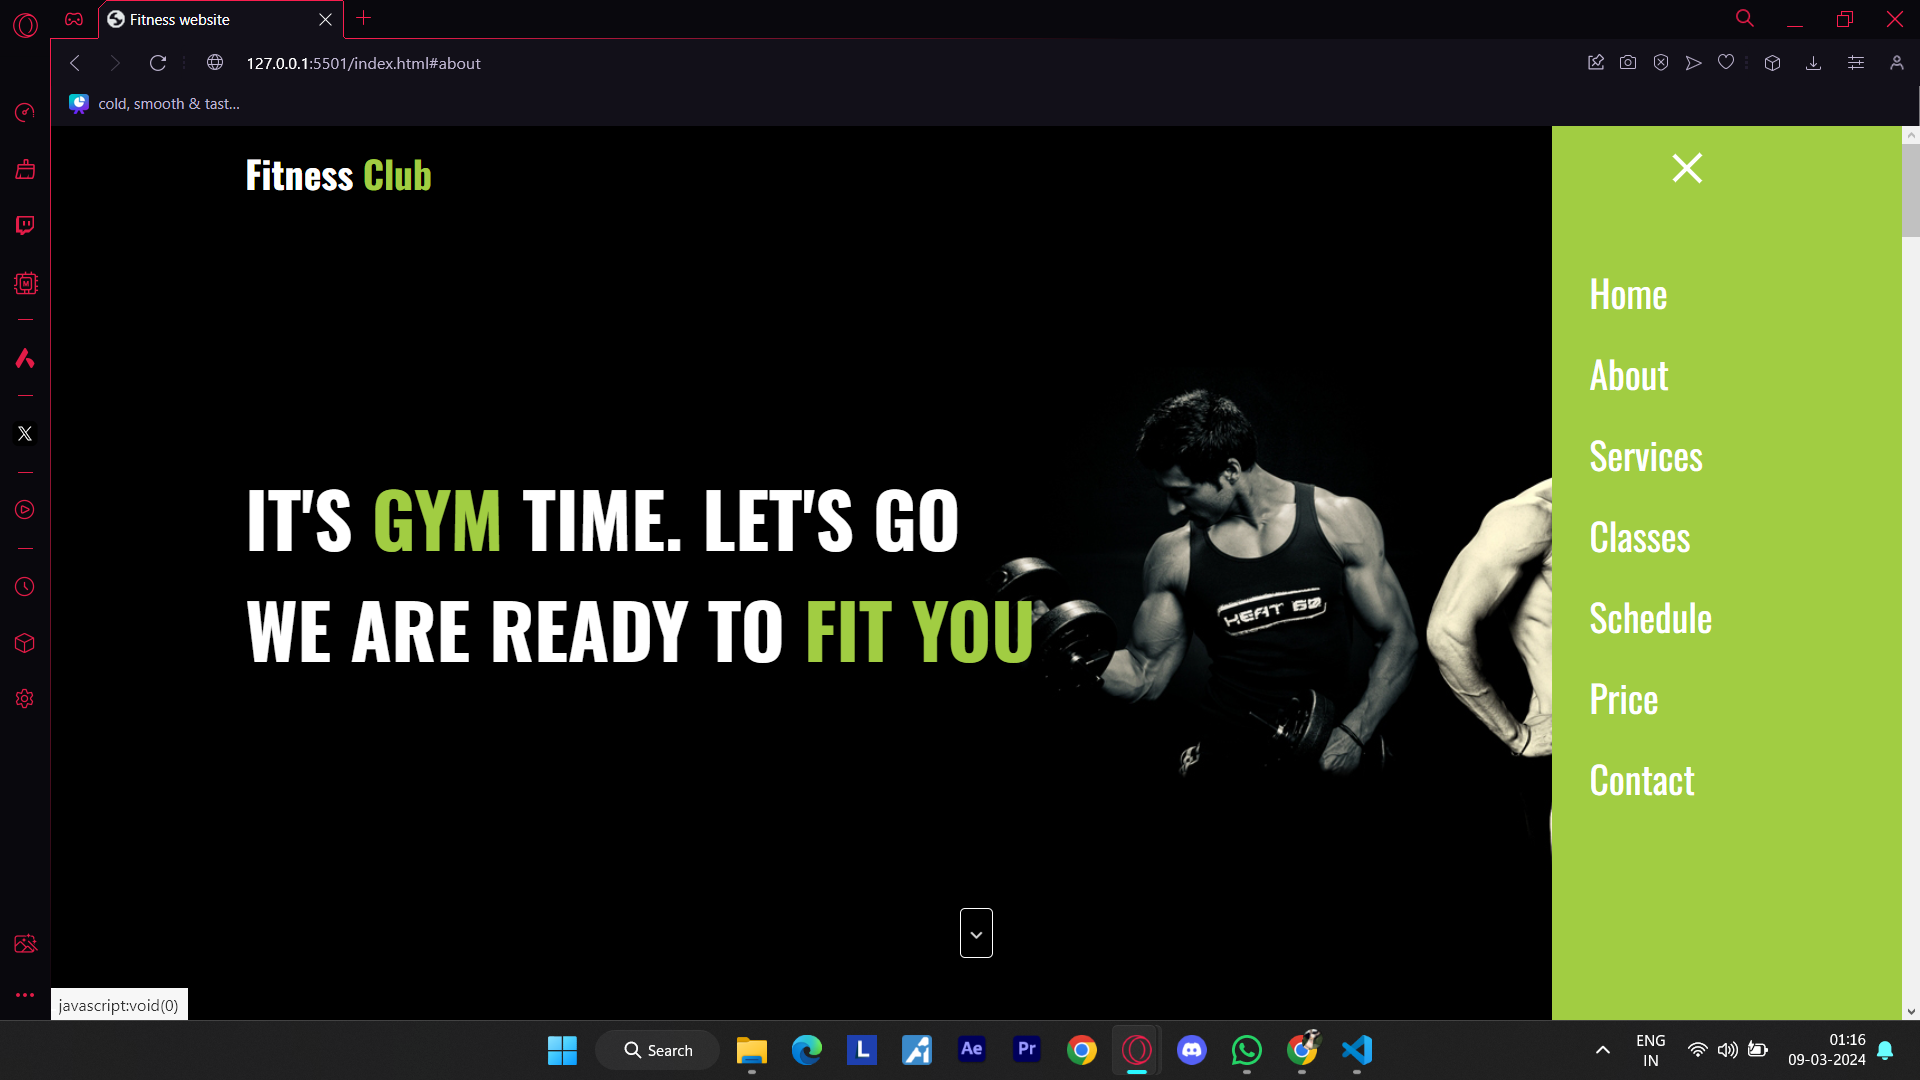 Fitness website
127.0.0.1:5501/index.html#about
cold, smooth & tast...
Fitness Club
Home
About
Services
Classes
Schedule
Price
Contact
IT'S GYM TIME. LET'S GO
WE ARE READY TO FIT YOU
HEAT 60
javascript:void(0)
Search
L
Ae
Pr
ENG
IN
01:16
09-03-2024